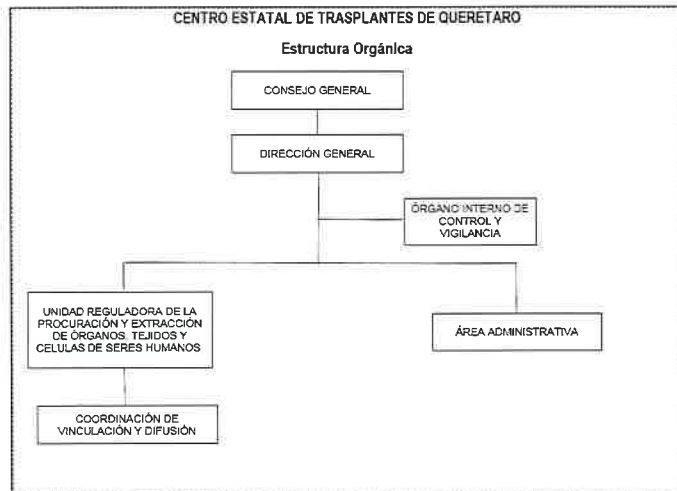 CENTRO ESTATAL DE TRASPLANTES DE QUERÉTARO
Estructura Orgánica
CONSEJO GENERAL
DIRECCIÓN GENERAL
ÓRGANO INTERNO DE
CONTROL Y
VIGILANCIA
UNIDAD REGULADORA DE LA
PROCURACIÓN Y EXTRACCIÓN
DE ÓRGANOS, TEJIDOS Y
CELULAS DE SERES HUMANOS
ÁREA ADMINISTRATIVA
COORDINACIÓN DE
VINCULACIÓN Y DIFUSIÓN